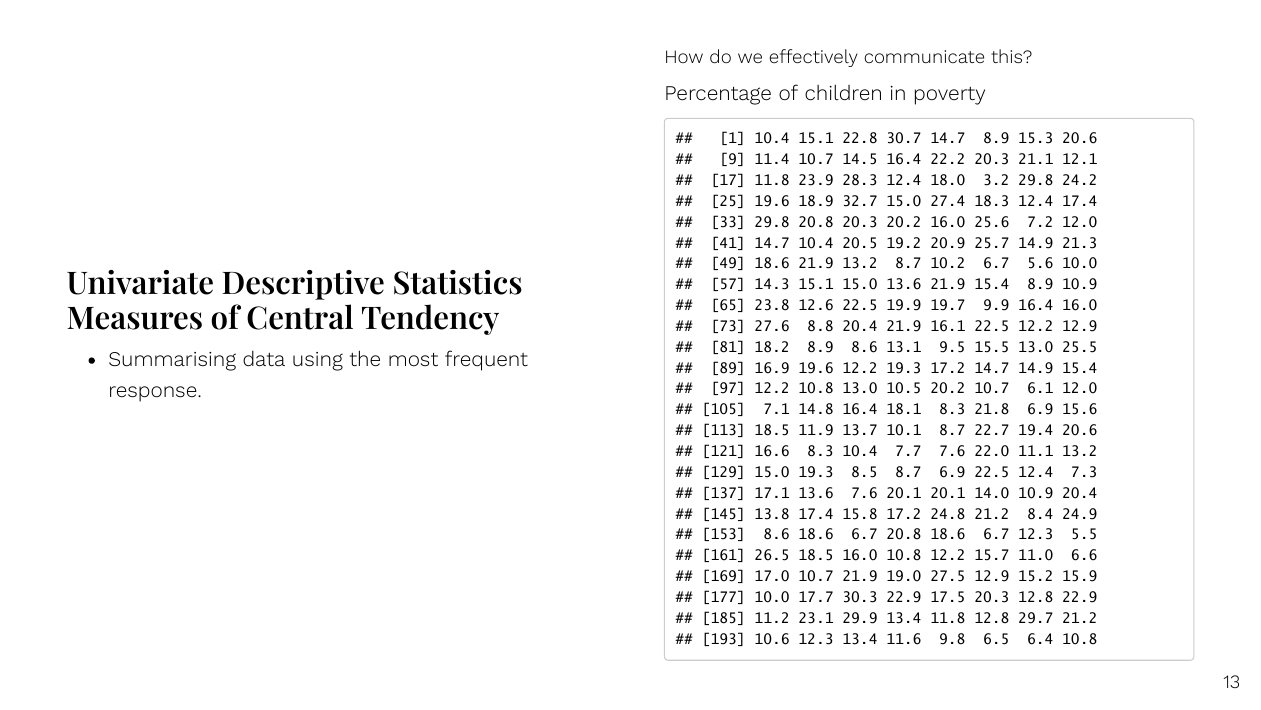 Univariate Descriptive Statistics
Measures of Central Tendency
• Summarising data using the most frequent
response.
How do we effectively communicate this?
Percentage of children in poverty
##   [1] 10.4 15.1 22.8 30.7 14.7  8.9 15.3 20.6
##   [9] 11.4 10.7 14.5 16.4 22.2 20.3 21.1 12.1
##  [17] 11.8 23.9 28.3 12.4 18.0  3.2 29.8 24.2
##  [25] 19.6 18.9 32.7 15.0 27.4 18.3 12.4 17.4
##  [33] 29.8 20.8 20.3 20.2 16.0 25.6  7.2 12.0
##  [41] 14.7 10.4 20.5 19.2 20.9 25.7 14.9 21.3
##  [49] 18.6 21.9 13.2  8.7 10.2  6.7  5.6 10.0
##  [57] 14.3 15.1 15.0 13.6 21.9 15.4  8.9 10.9
##  [65] 23.8 12.6 22.5 19.9 19.7  9.9 16.4 16.0
##  [73] 27.6  8.8 20.4 21.9 16.1 22.5 12.2 12.9
##  [81] 18.2  8.9  8.6 13.1  9.5 15.5 13.0 25.5
##  [89] 16.9 19.6 12.2 19.3 17.2 14.7 14.9 15.4
##  [97] 12.2 10.8 13.0 10.5 20.2 10.7  6.1 12.0
## [105]  7.1 14.8 16.4 18.1  8.3 21.8  6.9 15.6
## [113] 18.5 11.9 13.7 10.1  8.7 22.7 19.4 20.6
## [121] 16.6  8.3 10.4  7.7  7.6 22.0 11.1 13.2
## [129] 15.0 19.3  8.5  8.7  6.9 22.5 12.4  7.3
## [137] 17.1 13.6  7.6 20.1 20.1 14.0 10.9 20.4
## [145] 13.8 17.4 15.8 17.2 24.8 21.2  8.4 24.9
## [153]  8.6 18.6  6.7 20.8 18.6  6.7 12.3  5.5
## [161] 26.5 18.5 16.0 10.8 12.2 15.7 11.0  6.6
## [169] 17.0 10.7 21.9 19.0 27.5 12.9 15.2 15.9
## [177] 10.0 17.7 30.3 22.9 17.5 20.3 12.8 22.9
## [185] 11.2 23.1 29.9 13.4 11.8 12.8 29.7 21.2
## [193] 10.6 12.3 13.4 11.6  9.8  6.5  6.4 10.8
13